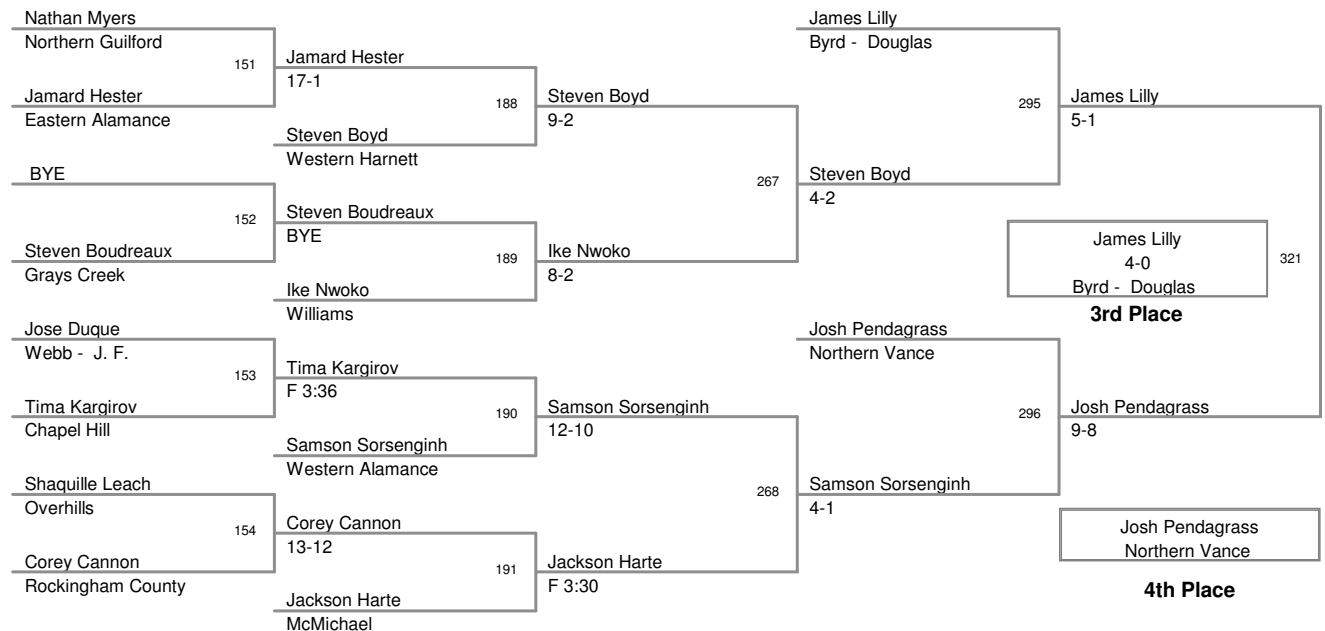 Nathan Myers
Northern Guilford
151
Jamard Hester
Eastern Alamance
BYE
152
Steven Boudreaux
Grays Creek
Jose Duque
Webb - J. F.
153
Tima Kargirov
Chapel Hill
Shaquille Leach
Overhills
154
Corey Cannon
Rockingham County
Jamard Hester
17-1
188
Steven Boyd
Western Harnett
Steven Boudreaux
BYE
189
Ike Nwoko
Williams
Tima Kargirov
F 3:36
190
Samson Sorsenginh
Western Alamance
Corey Cannon
13-12
191
Jackson Harte
McMichael
Steven Boyd
9-2
267
Ike Nwoko
8-2
Samson Sorsenginh
12-10
268
Jackson Harte
F 3:30
James Lilly
Byrd - Douglas
295
Steven Boyd
4-2
Josh Pendagrass
Northern Vance
296
Samson Sorsenginh
4-1
James Lilly
5-1
James Lilly
4-0
Byrd - Douglas
321
3rd Place
Josh Pendagrass
9-8
Josh Pendagrass
Northern Vance
4th Place